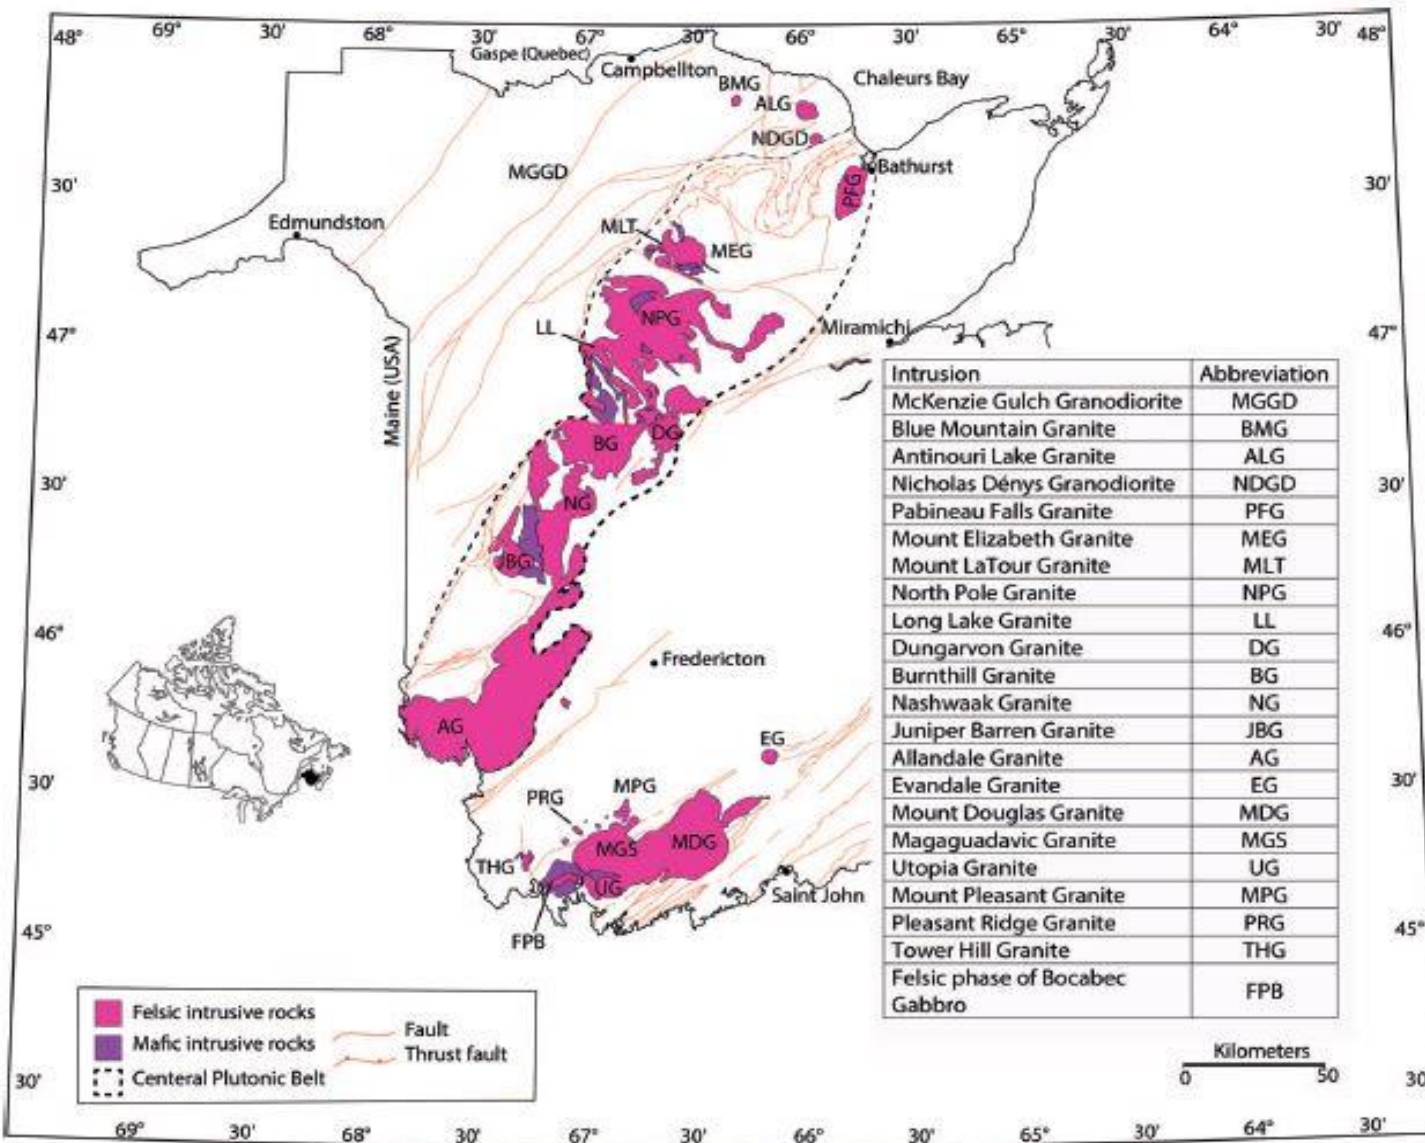 48° 69° 30' 68° 30' 67° 30' 66° 30' 65° 30' 64° 30' 48°
Gaspe (Quebec)
Campbellton
Chaleurs Bay
BMG
ALG
NDGD
Bathurst
MGGD
PFG
30' 30'
Edmundston
MLT
MEG
NPG
LL
Miramichi
47° 47°
Maine (USA)
BG
DG
30' 30'
NG
JBG
46° 46°
Fredericton
AG
EG
30' 30'
PRG
MPG
MGS
MDG
THG
UG
Saint John
FPB
45° 45°
Intrusion Abbreviation
McKenzie Gulch Granodiorite MGGD
Blue Mountain Granite BMG
Antinouri Lake Granite ALG
Nicholas Dénys Granodiorite NDGD
Pabineau Falls Granite PFG
Mount Elizabeth Granite MEG
Mount LaTour Granite MLT
North Pole Granite NPG
Long Lake Granite LL
Dungarvon Granite DG
Burnthill Granite BG
Nashwaak Granite NG
Juniper Barren Granite JBG
Allandale Granite AG
Evandale Granite EG
Mount Douglas Granite MDG
Magaguadavic Granite MGS
Utopia Granite UG
Mount Pleasant Granite MPG
Pleasant Ridge Granite PRG
Tower Hill Granite THG
Felsic phase of Bocabec
Gabbro FPB
Felsic intrusive rocks
Mafic intrusive rocks
Centeral Plutonic Belt
Fault
Thrust fault
Kilometers
0 50
30' 30
69° 30' 68° 30' 67° 30' 66° 30' 65° 30' 64° 30'